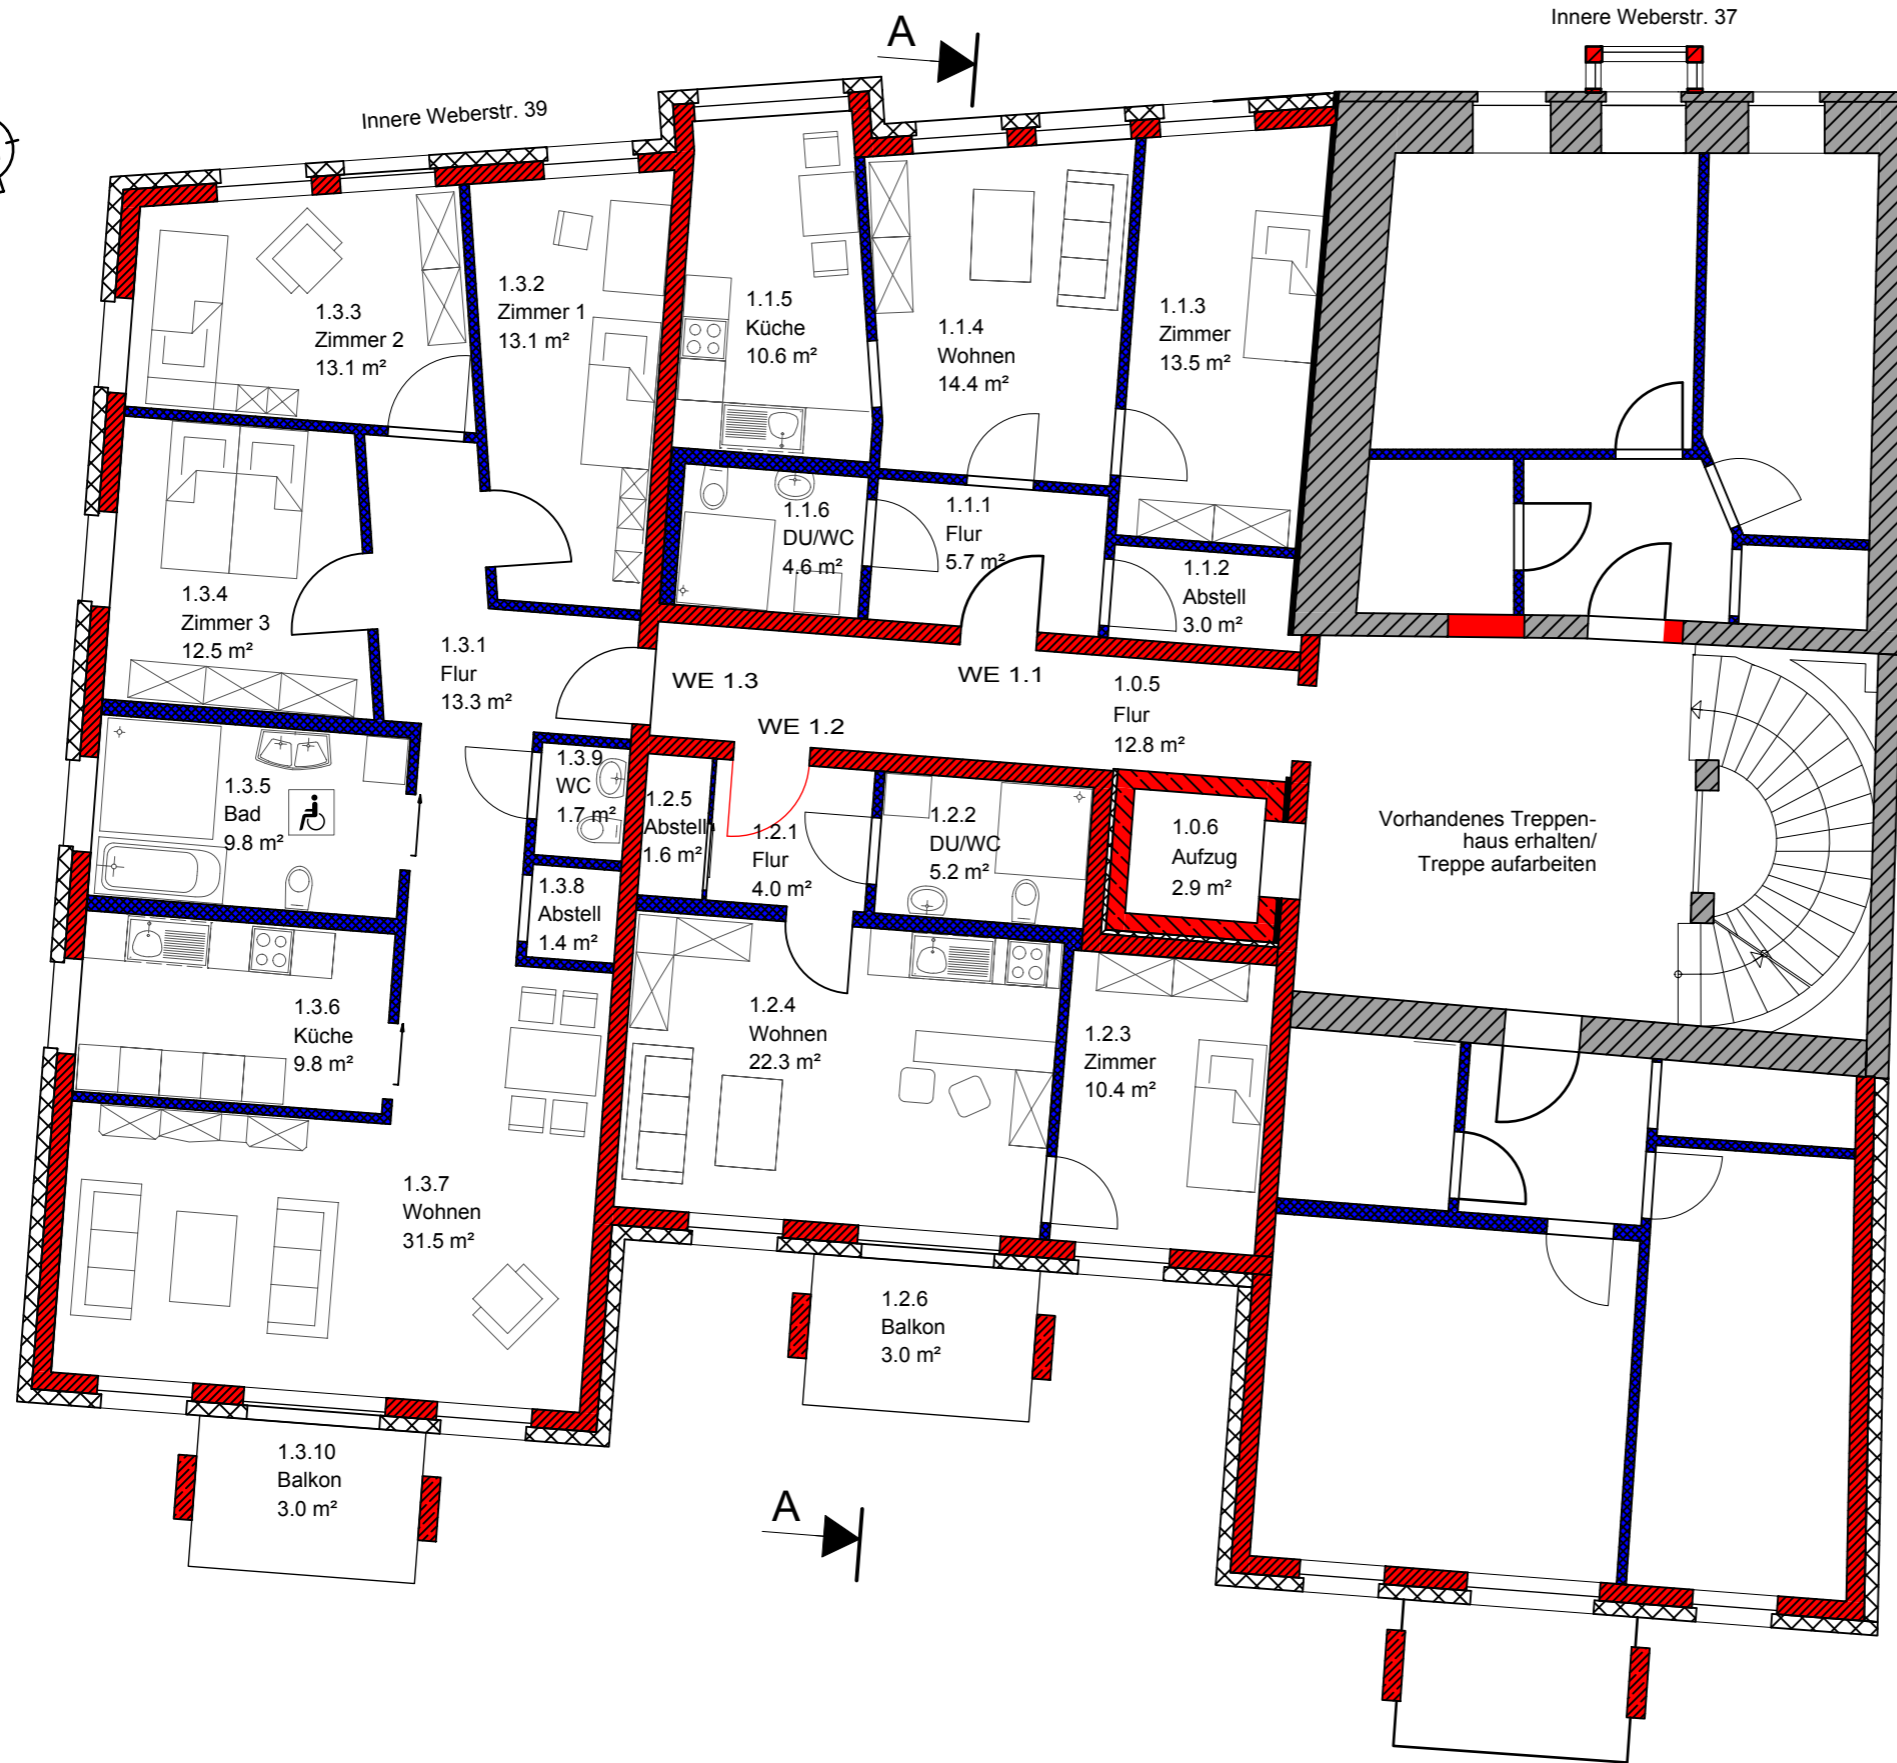 Innere Weberstr. 37
A
Innere Weberstr. 39
1.3.3
Zimmer 2
13.1 m²
1.3.2
Zimmer 1
13.1 m²
1.1.5
Küche
10.6 m²
1.1.4
Wohnen
14.4 m²
1.1.3
Zimmer
13.5 m²
1.1.6
DU/WC
4.6 m²
1.1.1
Flur
5.7 m²
1.1.2
Abstell
3.0 m²
1.3.4
Zimmer 3
12.5 m²
1.3.1
Flur
13.3 m²
WE 1.3
WE 1.1
WE 1.2
1.0.5
Flur
12.8 m²
1.3.5
Bad
9.8 m²
1.3.9
WC
1.7 m²
1.2.5
Abstell
1.6 m²
1.2.1
Flur
4.0 m²
1.2.2
DU/WC
5.2 m²
1.0.6
Aufzug
2.9 m²
Vorhandenes Treppen-
haus erhalten/
Treppe aufarbeiten
1.3.8
Abstell
1.4 m²
1.3.6
Küche
9.8 m²
1.2.4
Wohnen
22.3 m²
1.2.3
Zimmer
10.4 m²
1.3.7
Wohnen
31.5 m²
1.2.6
Balkon
3.0 m²
1.3.10
Balkon
3.0 m²
A